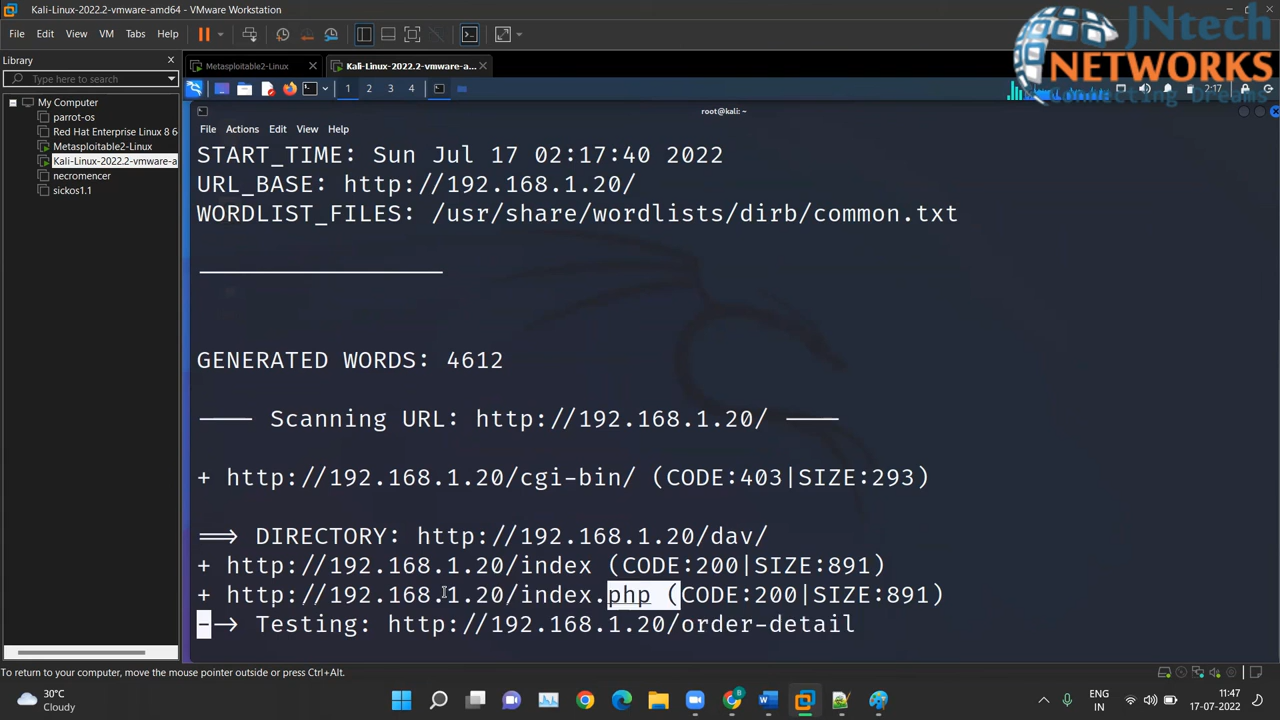 Kali-Linux-2022.2-vmware-amd64 - VMware Workstation
File Edit View VM Tabs Help
JNtech
NETWORKS
Connecting Dreams
Library
Type here to search
My Computer
parrot-os
Red Hat Enterprise Linux 8 6
Metasploitable2-Linux
Kali-Linux-2022.2-vmware-a
necromencer
sickos1.1
Metasploitable2-Linux
Kali-Linux-2022.2-vmware-a...
1 2 3 4
2:17
root@kali: ~
File Actions Edit View Help
START_TIME: Sun Jul 17 02:17:40 2022
URL_BASE: http://192.168.1.20/
WORDLIST_FILES: /usr/share/wordlists/dirb/common.txt
-----------------
GENERATED WORDS: 4612
---- Scanning URL: http://192.168.1.20/ ----
+ http://192.168.1.20/cgi-bin/ (CODE:403|SIZE:293)
==> DIRECTORY: http://192.168.1.20/dav/
+ http://192.168.1.20/index (CODE:200|SIZE:891)
+ http://192.168.1.20/index.php (CODE:200|SIZE:891)
--> Testing: http://192.168.1.20/order-detail
To return to your computer, move the mouse pointer outside or press Ctrl+Alt.
30°C
Cloudy
ENG
IN
11:47
17-07-2022